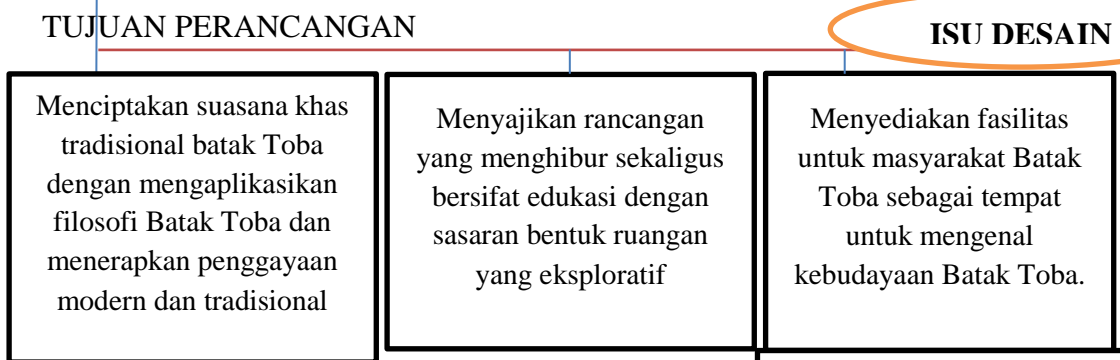 TUJUAN PERANCANGAN
ISU DESAIN
Menciptakan suasana khas
tradisional batak Toba
dengan mengaplikasikan
filosofi Batak Toba dan
menerapkan penggayaan
modern dan tradisional
Menyajikan rancangan
yang menghibur sekaligus
bersifat edukasi dengan
sasaran bentuk ruangan
yang eksploratif
Menyediakan fasilitas
untuk masyarakat Batak
Toba sebagai tempat
untuk mengenal
kebudayaan Batak Toba.